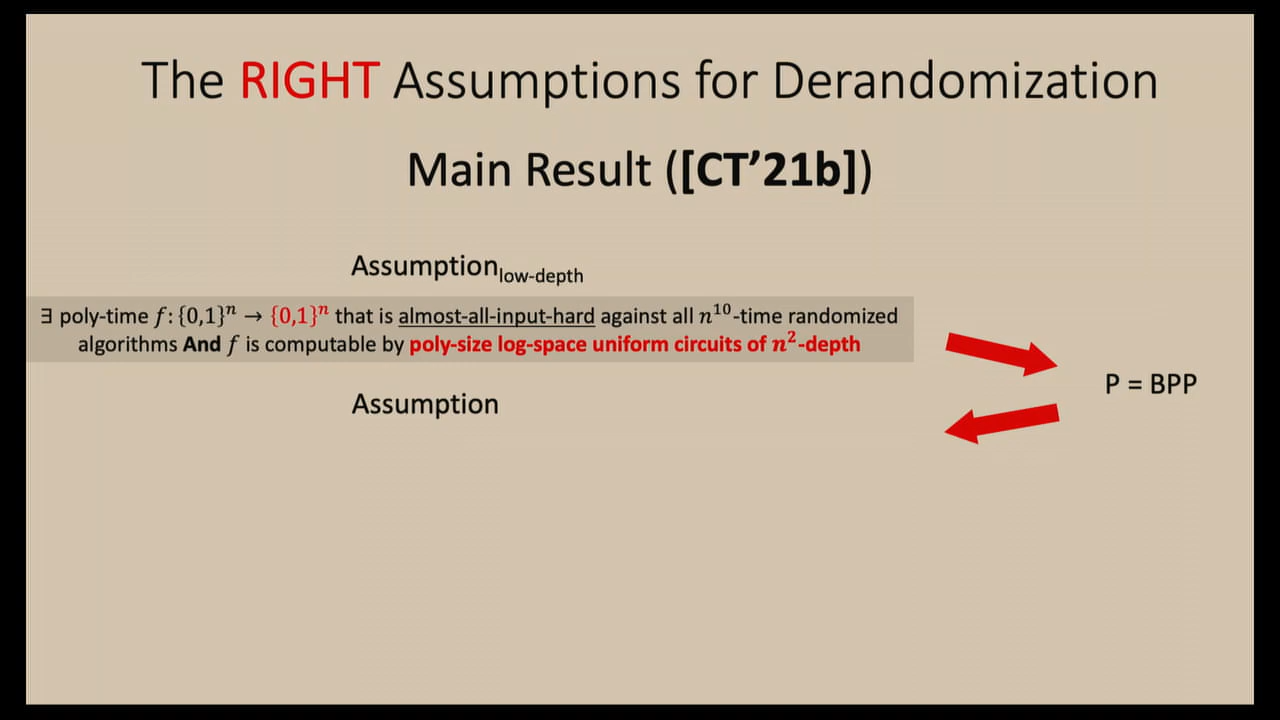 The RIGHT Assumptions for Derandomization
Main Result ([CT’21b])
Assumption_low-depth
∃ poly-time f: {0,1}ⁿ → {0,1}ⁿ that is almost-all-input-hard against all n¹⁰-time randomized
algorithms And f is computable by poly-size log-space uniform circuits of n²-depth
P = BPP
Assumption